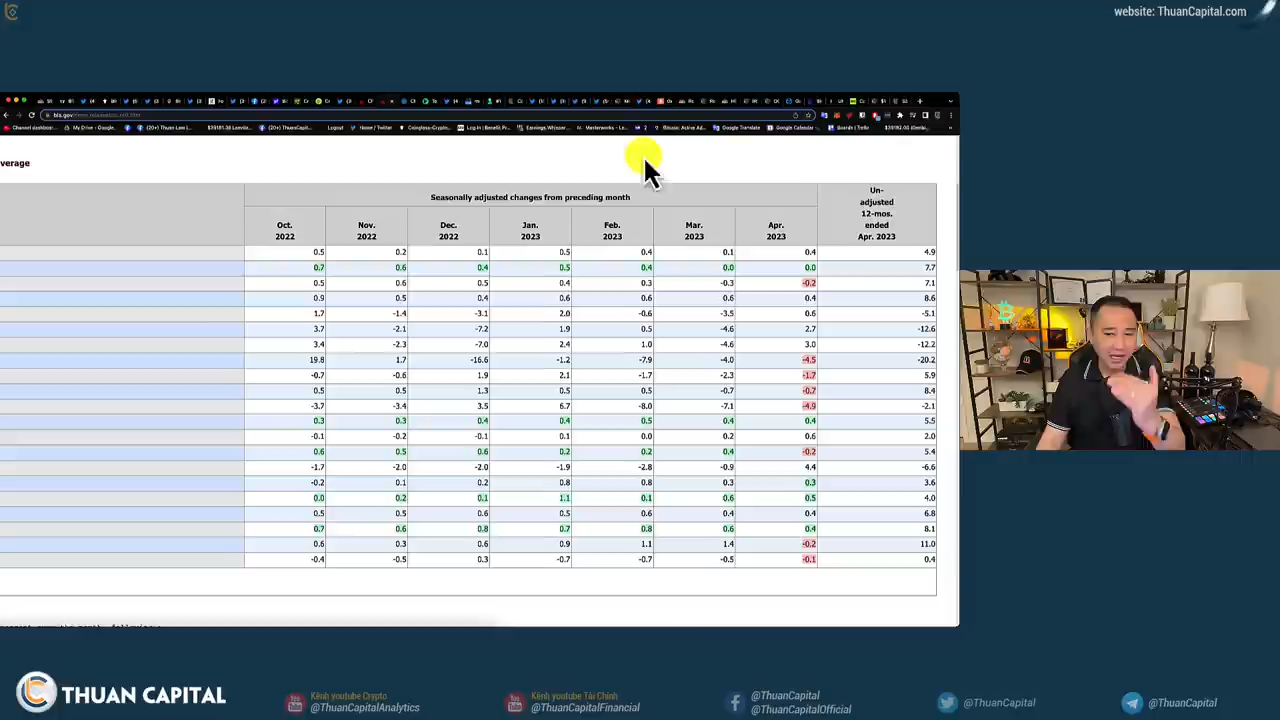 website: ThuanCapital.com
verage
Seasonally adjusted changes from preceding month
Un-
adjusted
12-mos.
ended
Apr. 2023
Oct. 2022
Nov. 2022
Dec. 2022
Jan. 2023
Feb. 2023
Mar. 2023
Apr. 2023
0.5 0.2 0.1 0.5 0.4 0.1 0.4 4.9
0.7 0.6 0.4 0.5 0.4 0.0 0.0 7.7
0.5 0.6 0.5 0.4 0.3 -0.3 -0.2 7.1
0.9 0.5 0.4 0.6 0.6 0.6 0.4 8.6
1.7 -1.4 -3.1 2.0 -0.6 -3.5 0.6 -5.1
3.7 -2.1 -7.2 1.9 0.5 -4.6 2.7 -12.6
3.4 -2.3 -7.0 2.4 1.0 -4.6 3.0 -12.2
19.8 1.7 -16.6 -1.2 -7.9 -4.0 -4.5 -20.2
-0.7 -0.6 1.9 2.1 -1.7 -2.3 -1.7 5.9
0.5 0.5 1.3 0.5 0.5 -0.7 -0.7 8.4
-3.7 -3.4 3.5 6.7 -8.0 -7.1 -4.9 -2.1
0.3 0.3 0.4 0.4 0.5 0.4 0.4 5.5
-0.1 -0.2 -0.1 0.1 0.0 0.2 0.6 2.0
0.6 0.5 0.6 0.2 0.2 0.4 -0.2 5.4
-1.7 -2.0 -2.0 -1.9 -2.8 -0.9 4.4 -6.6
-0.2 0.1 0.2 0.8 0.8 0.3 0.3 3.6
0.0 0.2 0.1 1.1 0.1 0.6 0.5 4.0
0.5 0.5 0.6 0.5 0.6 0.4 0.4 6.8
0.7 0.6 0.8 0.7 0.8 0.6 0.4 8.1
0.6 0.3 0.6 0.9 1.1 1.4 -0.2 11.0
-0.4 -0.5 0.3 -0.7 -0.7 -0.5 -0.1 0.4
THUAN CAPITAL
Kênh youtube Crypto
@ThuanCapitalAnalytics
Kênh youtube Tài Chính
@ThuanCapitalFinancial
@ThuanCapital
@ThuanCapitalOfficial
@ThuanCapital
@ThuanCapital